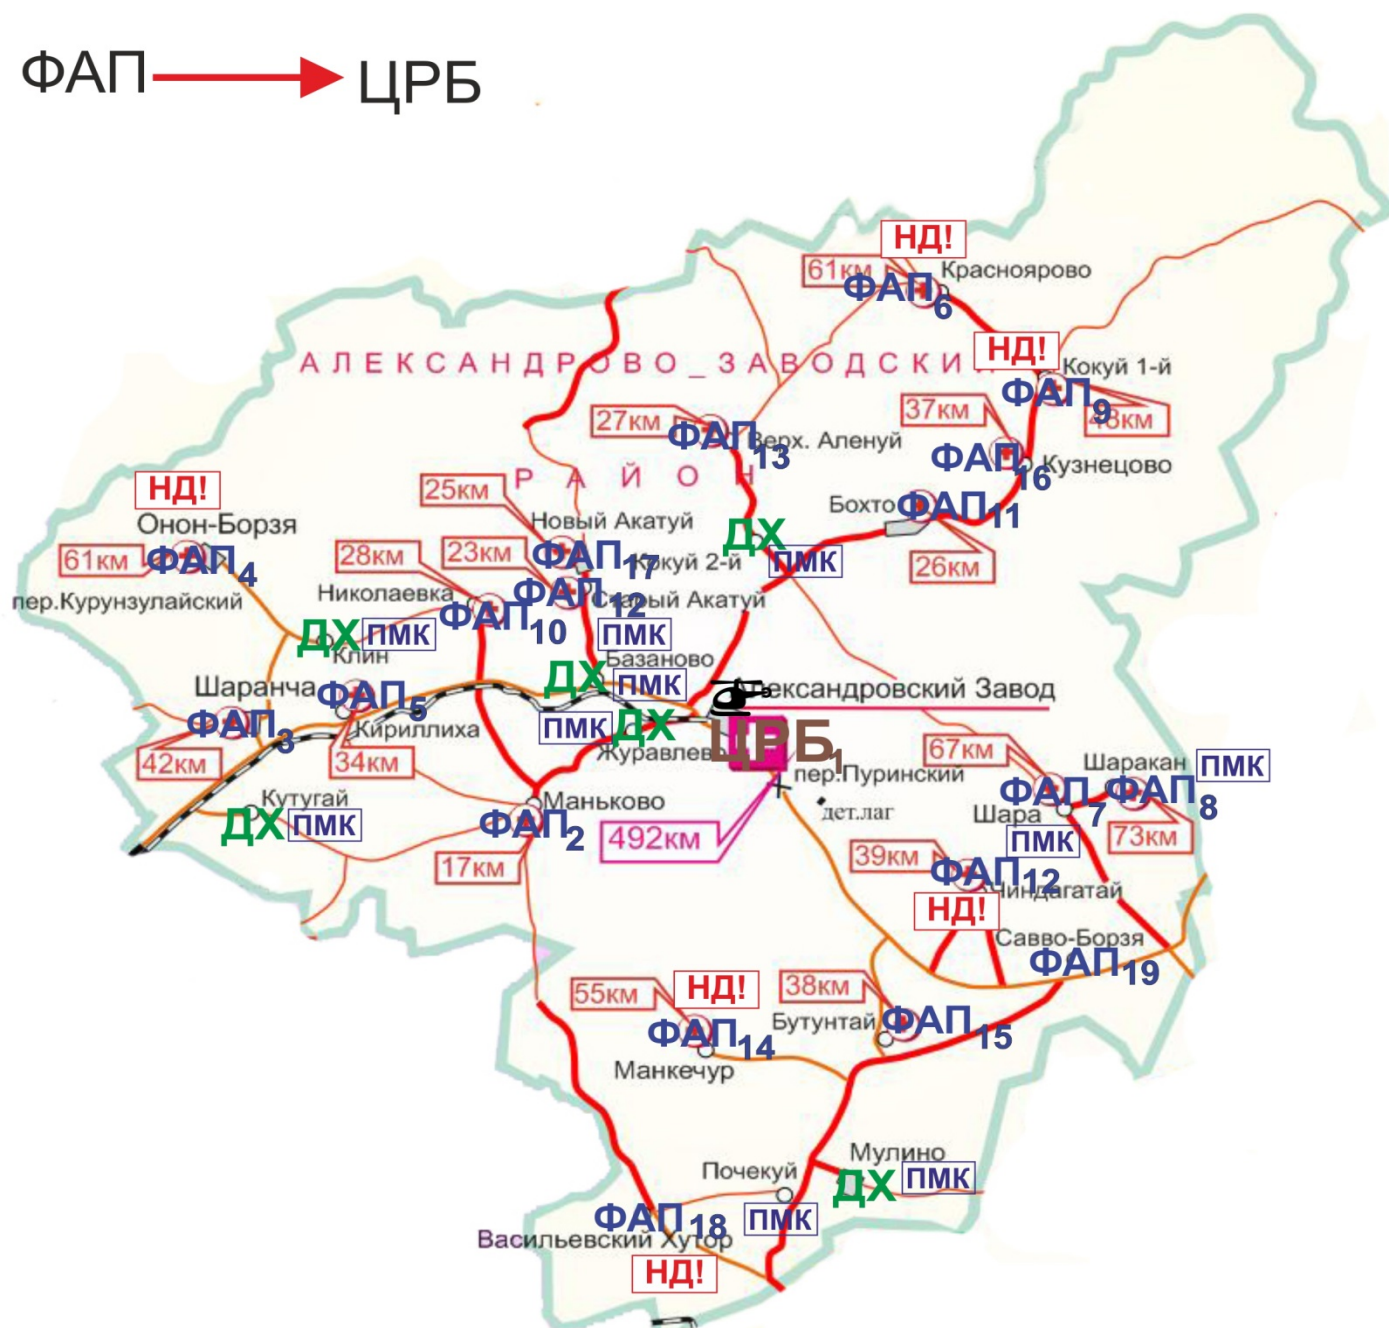 ФАП ЦРБ
НД!
61км
Красноярово
ФАП6
НД!
АЛЕКСАНДРОВО_ЗАВОДСКИ
Кокуй 1-й
ФАП9
48км
37км
27км
ФАП13
Верх. Аленуй
ФАП16
Кузнецово
РАЙОН
25км
НД!
Бохто
ФАП11
Онон-Борзя
Новый Акатуй
ДХ
ПМК
61км
ФАП4
28км
23км
ФАП17
Кокуй 2-й
26км
пер.Курунзулайский
Николаевка
ФАП10
ФАП12
Старый Акатуй
ДХ
ПМК
Клин
ПМК
Базаново
Шаранча
ФАП5
ДХ
ПМК
Александровский Завод
ФАП3
Кириллиха
ПМК
ДХ
Журавлево
ЦРБ1
42км
34км
67км
Шаракан
ПМК
пер.Пуринский
Кутугай
ДХ
ПМК
Маньково
ФАП2
дет.лаг
ФАП7
ФАП8
Шара
ПМК
73км
17км
492км
39км
ФАП12
Чиндагатай
НД!
Савво-Борзя
ФАП19
55км
НД!
38км
ФАП14
Бутунтай
ФАП15
Манкечур
Мулино
Почекуй
ДХ
ПМК
ФАП18
ПМК
Васильевский Хутор
НД!